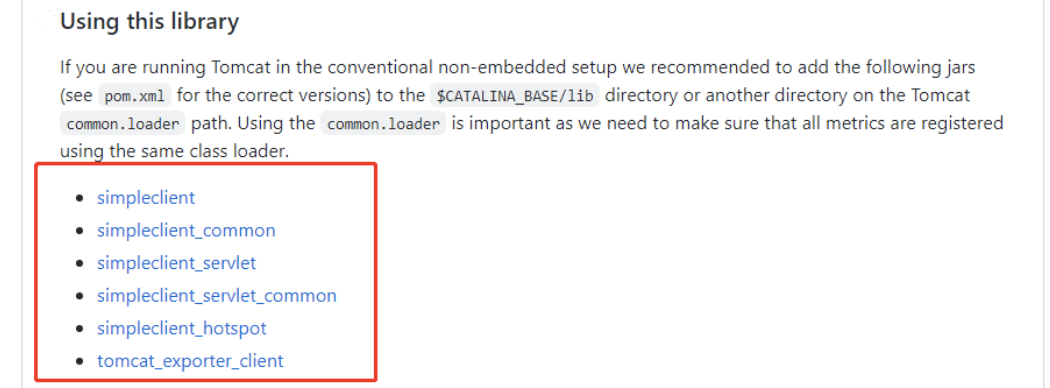 Using this library
If you are running Tomcat in the conventional non-embedded setup we recommended to add the following jars
(see pom.xml for the correct versions) to the $CATALINA_BASE/lib directory or another directory on the Tomcat
common.loader path. Using the common.loader is important as we need to make sure that all metrics are registered
using the same class loader.
simpleclient
simpleclient_common
simpleclient_servlet
simpleclient_servlet_common
simpleclient_hotspot
tomcat_exporter_client